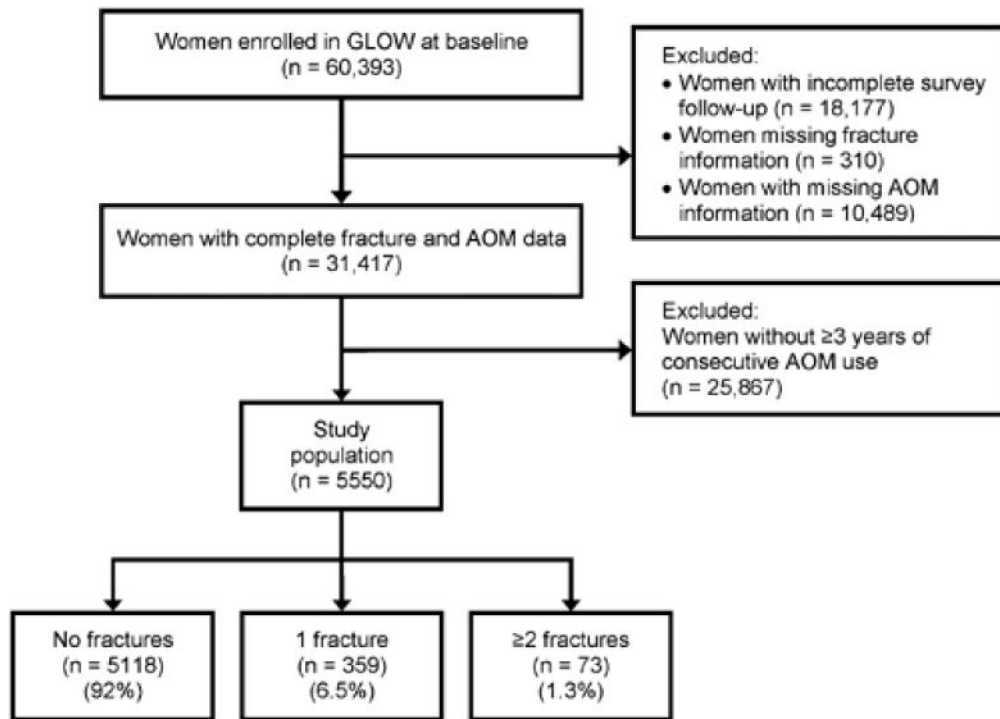 Women enrolled in GLOW at baseline
(n = 60,393)
Excluded:
• Women with incomplete survey
follow-up (n = 18,177)
• Women missing fracture
information (n = 310)
• Women with missing AOM
information (n = 10,489)
Women with complete fracture and AOM data
(n = 31,417)
Excluded:
Women without ≥3 years of
consecutive AOM use
(n = 25,867)
Study
population
(n = 5550)
No fractures
(n = 5118)
(92%)
1 fracture
(n = 359)
(6.5%)
≥2 fractures
(n = 73)
(1.3%)